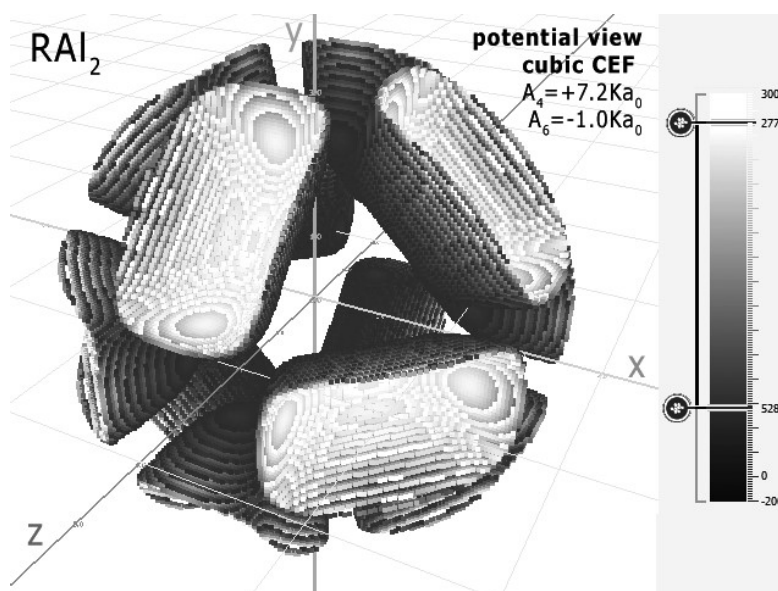 RAl₂
potential view
cubic CEF
A₄=+7.2Ka₀
A₆=-1.0Ka₀
y
x
z
300
277
528
0
-200